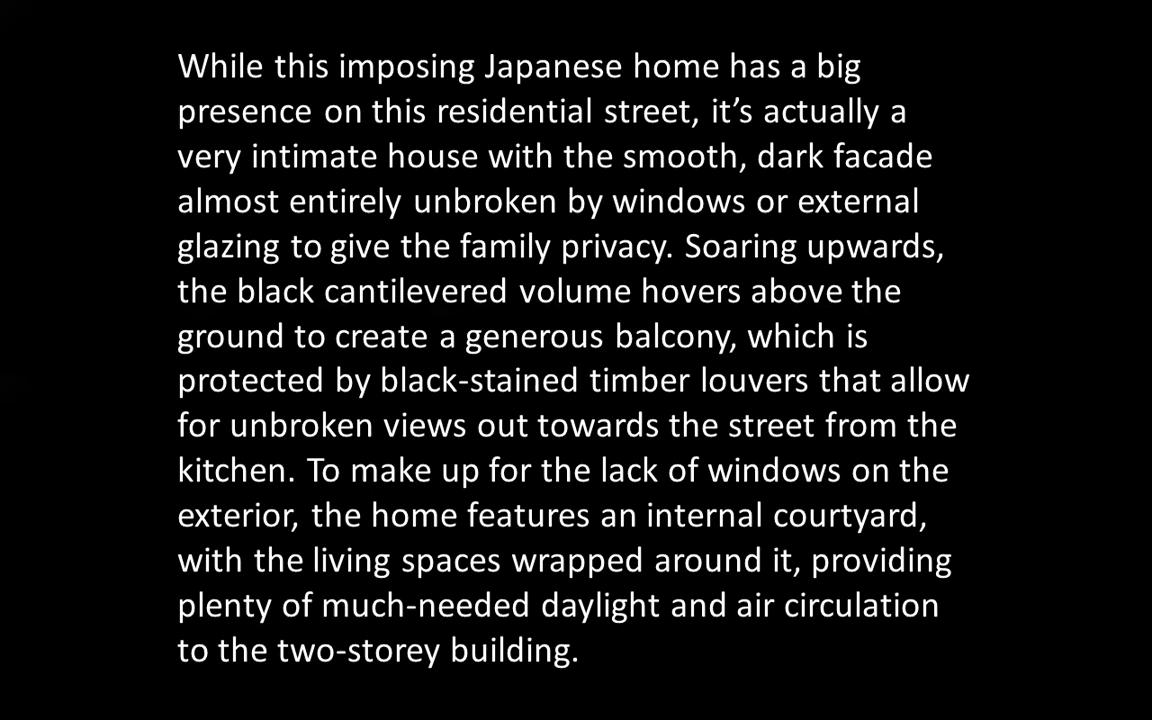 While this imposing Japanese home has a big
presence on this residential street, it’s actually a
very intimate house with the smooth, dark facade
almost entirely unbroken by windows or external
glazing to give the family privacy. Soaring upwards,
the black cantilevered volume hovers above the
ground to create a generous balcony, which is
protected by black-stained timber louvers that allow
for unbroken views out towards the street from the
kitchen. To make up for the lack of windows on the
exterior, the home features an internal courtyard,
with the living spaces wrapped around it, providing
plenty of much-needed daylight and air circulation
to the two-storey building.